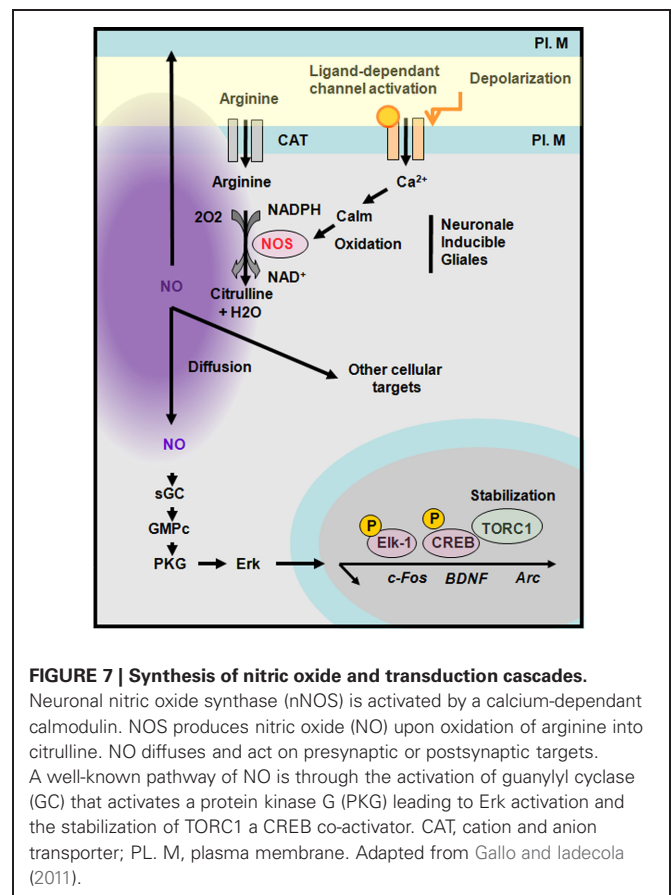 Pl. M
Ligand-dependant
channel activation
Depolarization
Arginine
CAT
Pl. M
Arginine
Ca²⁺
2O2
NADPH
Calm
NOS
Oxidation
Neuronale
Inducible
Gliales
NAD⁺
NO
Citrulline
+ H2O
Diffusion
Other cellular
targets
NO
sGC
GMPc
PKG
Erk
Stabilization
P
P
TORC1
Elk-1
CREB
c-Fos
BDNF
Arc
FIGURE 7 | Synthesis of nitric oxide and transduction cascades.
Neuronal nitric oxide synthase (nNOS) is activated by a calcium-dependant
calmodulin. NOS produces nitric oxide (NO) upon oxidation of arginine into
citrulline. NO diffuses and act on presynaptic or postsynaptic targets.
A well-known pathway of NO is through the activation of guanylyl cyclase
(GC) that activates a protein kinase G (PKG) leading to Erk activation and
the stabilization of TORC1 a CREB co-activator. CAT, cation and anion
transporter; PL. M, plasma membrane. Adapted from Gallo and Iadecola
(2011).